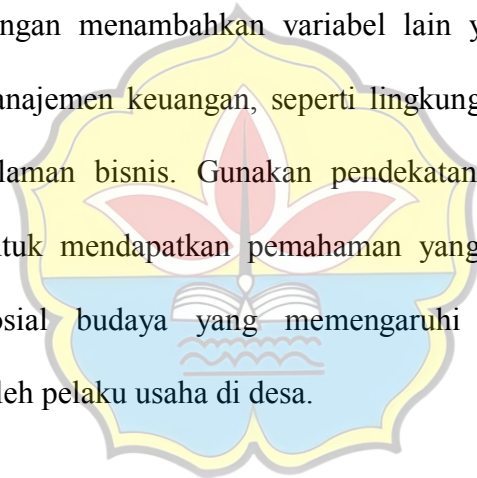 ngan menambahkan variabel lain y
anajemen keuangan, seperti lingkung
laman bisnis. Gunakan pendekatan
tuk mendapatkan pemahaman yang
osial budaya yang memengaruhi
leh pelaku usaha di desa.